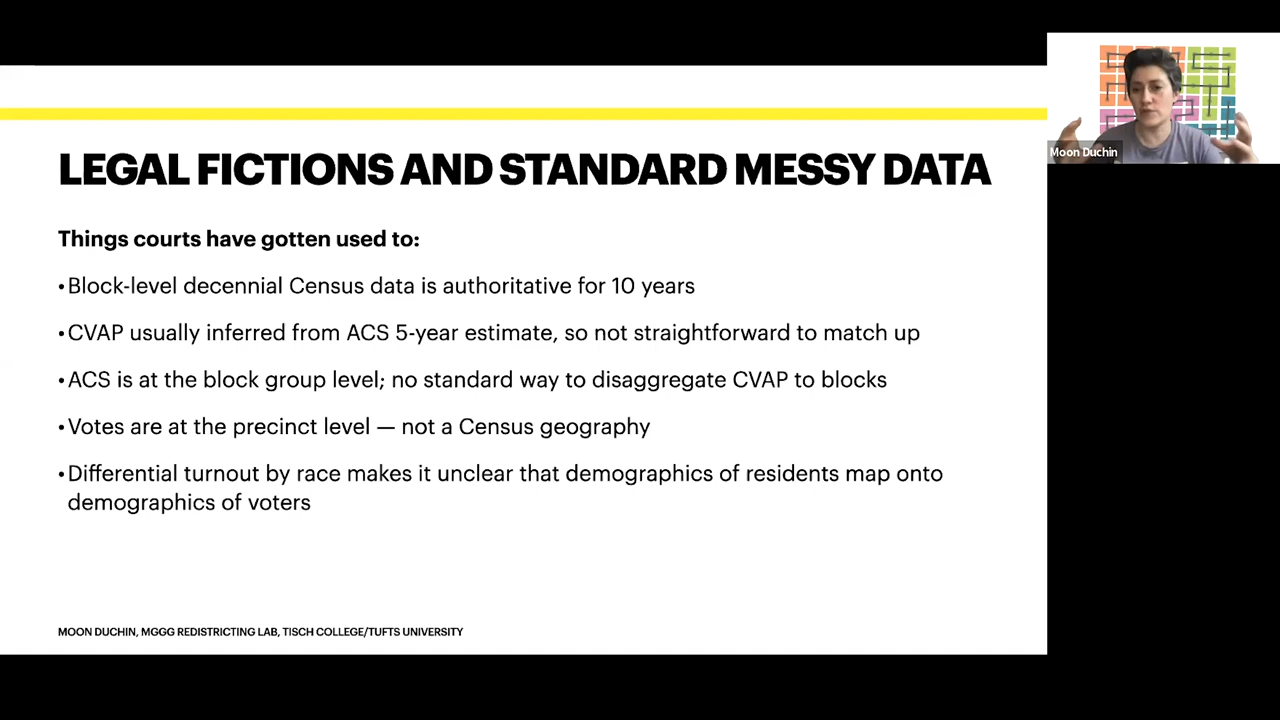 LEGAL FICTIONS AND STANDARD MESSY DATA
Things courts have gotten used to:
•Block-level decennial Census data is authoritative for 10 years
•CVAP usually inferred from ACS 5-year estimate, so not straightforward to match up
•ACS is at the block group level; no standard way to disaggregate CVAP to blocks
•Votes are at the precinct level — not a Census geography
•Differential turnout by race makes it unclear that demographics of residents map onto
demographics of voters
MOON DUCHIN, MGGG REDISTRICTING LAB, TISCH COLLEGE/TUFTS UNIVERSITY
Moon Duchin